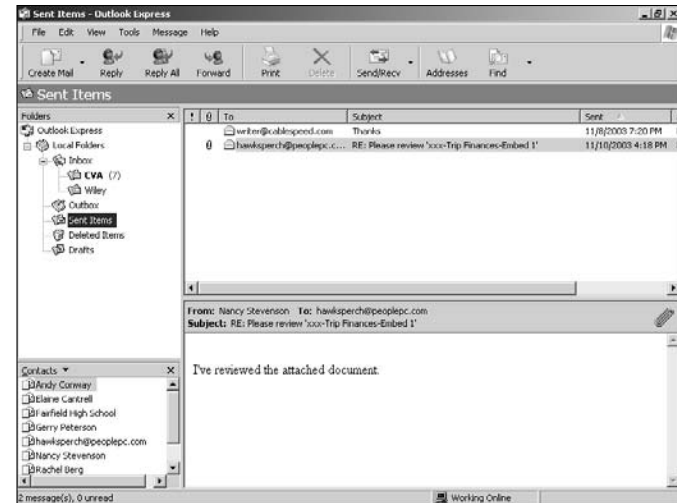 Sent Items - Outlook Express
File Edit View Tools Message Help
Create Mail Reply Reply All Forward Print Delete Send/Recv Addresses Find
Sent Items
Folders
Outlook Express
Local Folders
Inbox
CVA (7)
Wiley
Outbox
Sent Items
Deleted Items
Drafts
Contacts
Andy Conway
Elaine Cantrell
Fairfield High School
Gerry Peterson
hawksperch@peoplepc.com
Nancy Stevenson
Rachel Berg
! To Subject Sent
writer@cablespeed.com Thanks 11/8/2003 7:20 PM
hawksperch@peoplepc.c... RE: Please review 'xxx-Trip Finances-Embed 1' 11/10/2003 4:18 PM
From: Nancy Stevenson To: hawksperch@peoplepc.com
Subject: RE: Please review 'xxx-Trip Finances-Embed 1'
I've reviewed the attached document.
2 message(s), 0 unread Working Online